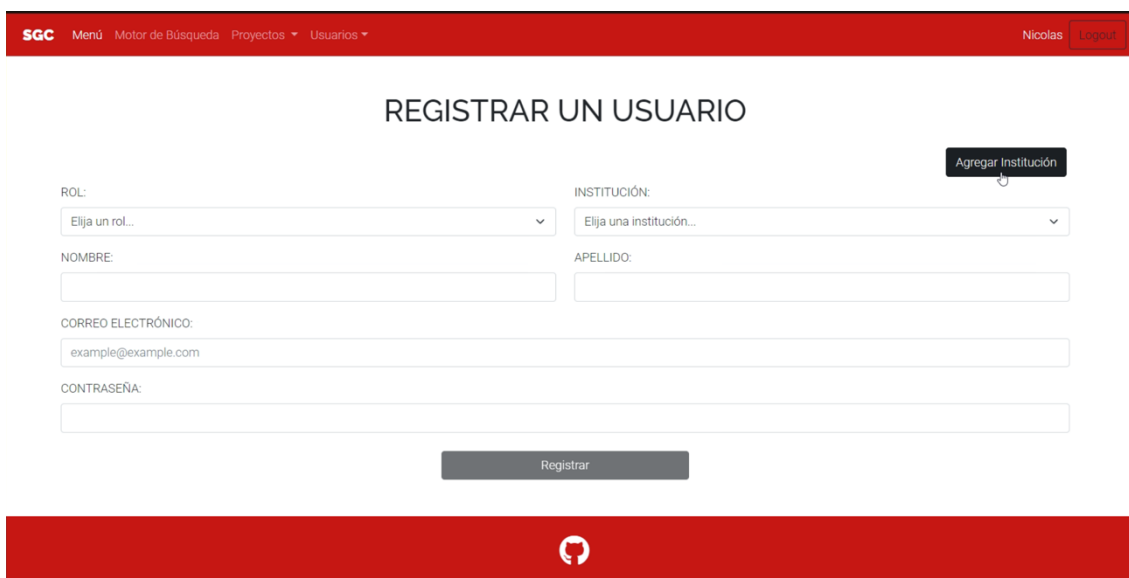 SGC Menú Motor de Búsqueda Proyectos Usuarios Nicolas Logout
REGISTRAR UN USUARIO
Agregar Institución
ROL: INSTITUCIÓN:
Elija un rol... Elija una institución...
NOMBRE: APELLIDO:
CORREO ELECTRÓNICO:
example@example.com
CONTRASEÑA:
Registrar